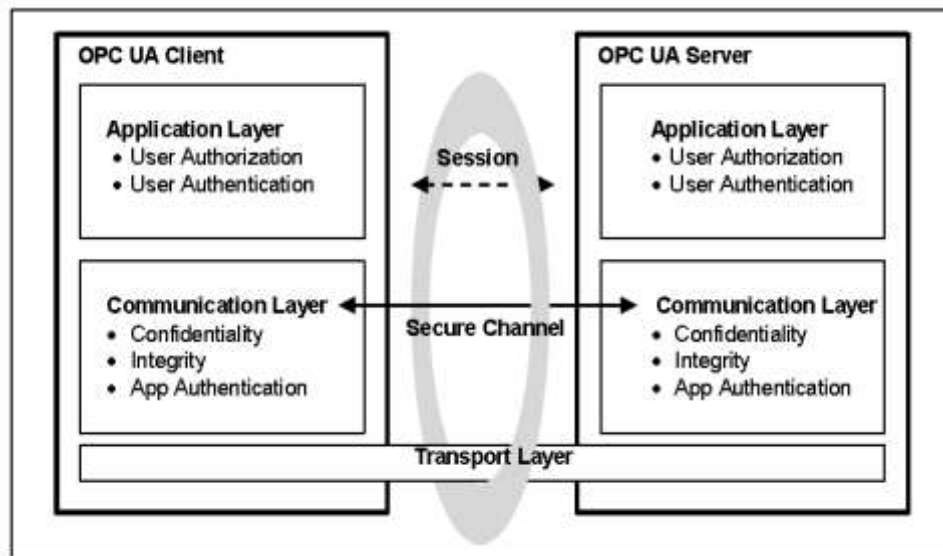 OPC UA Client
Application Layer
• User Authorization
• User Authentication
Communication Layer
• Confidentiality
• Integrity
• App Authentication
Session
Secure Channel
Transport Layer
OPC UA Server
Application Layer
• User Authorization
• User Authentication
Communication Layer
• Confidentiality
• Integrity
• App Authentication